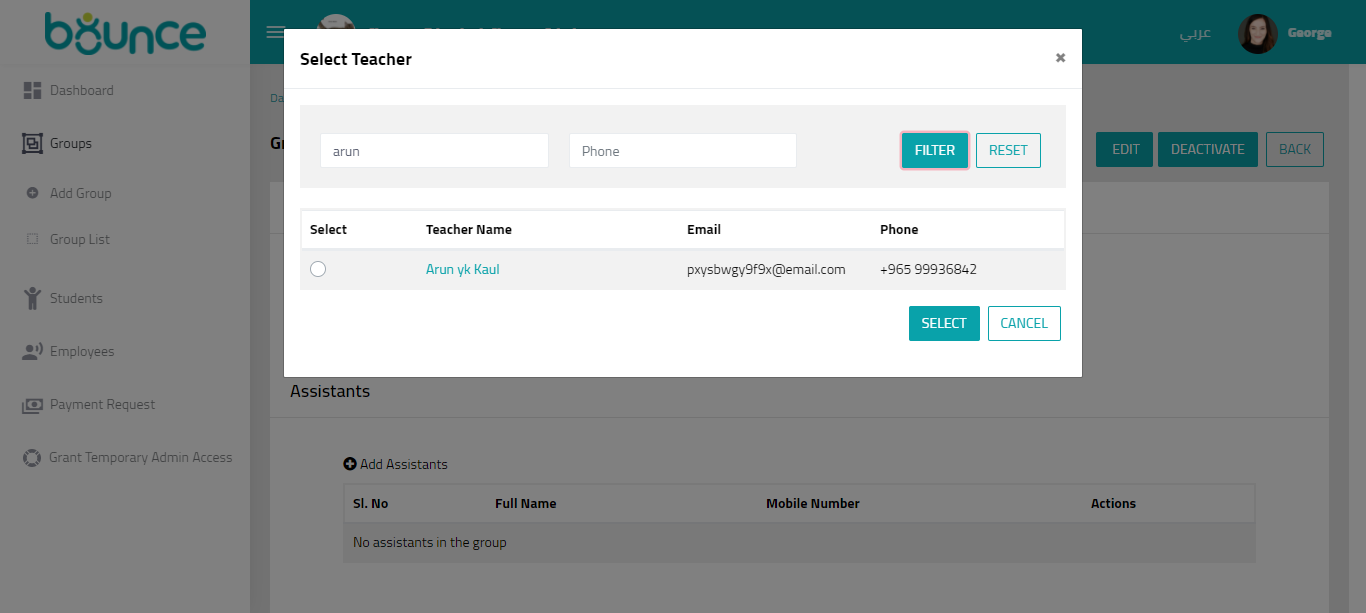 bounce
عربي
George
Select Teacher
Dashboard
Groups
arun
Phone
FILTER
RESET
EDIT
DEACTIVATE
BACK
Add Group
Group List
Select
Teacher Name
Email
Phone
Arun yk Kaul
pxysbwgy9f9x@email.com
+965 99936842
Students
SELECT
CANCEL
Employees
Assistants
Payment Request
Grant Temporary Admin Access
Add Assistants
Sl. No
Full Name
Mobile Number
Actions
No assistants in the group